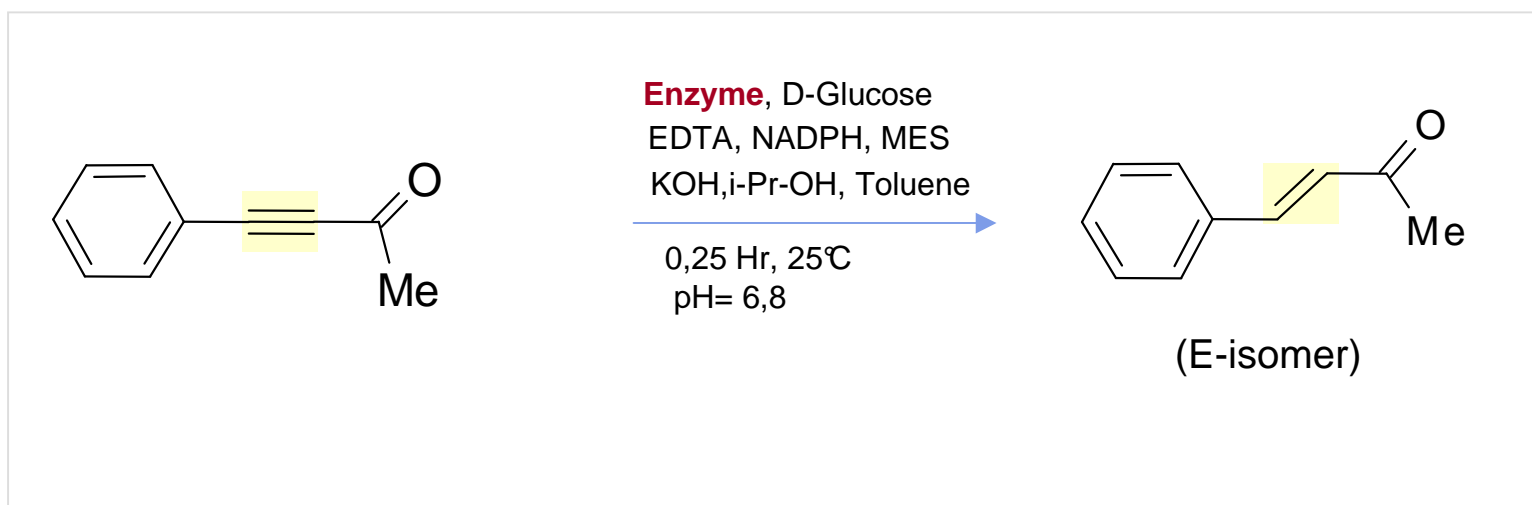 Enzyme, D-Glucose
EDTA, NADPH, MES
KOH,i-Pr-OH, Toluene
0,25 Hr, 25℃
pH= 6,8
O
Me
O
Me
(E-isomer)